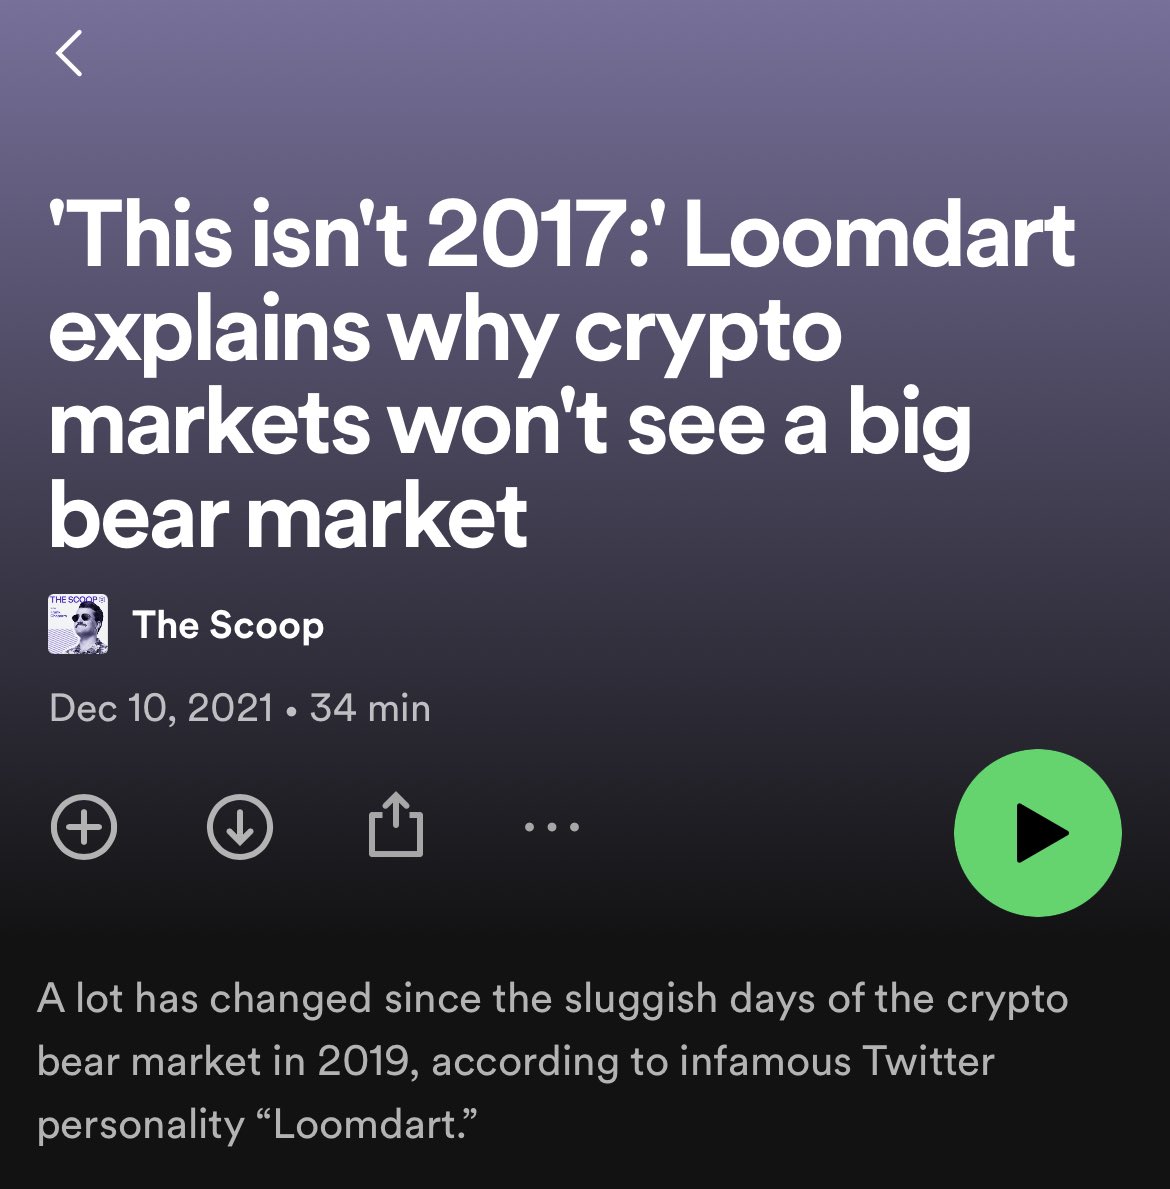 'This isn't 2017:' Loomdart
explains why crypto
markets won't see a big
bear market
THE SCOOP
The Scoop
Dec 10, 2021 • 34 min
A lot has changed since the sluggish days of the crypto
bear market in 2019, according to infamous Twitter
personality “Loomdart.”